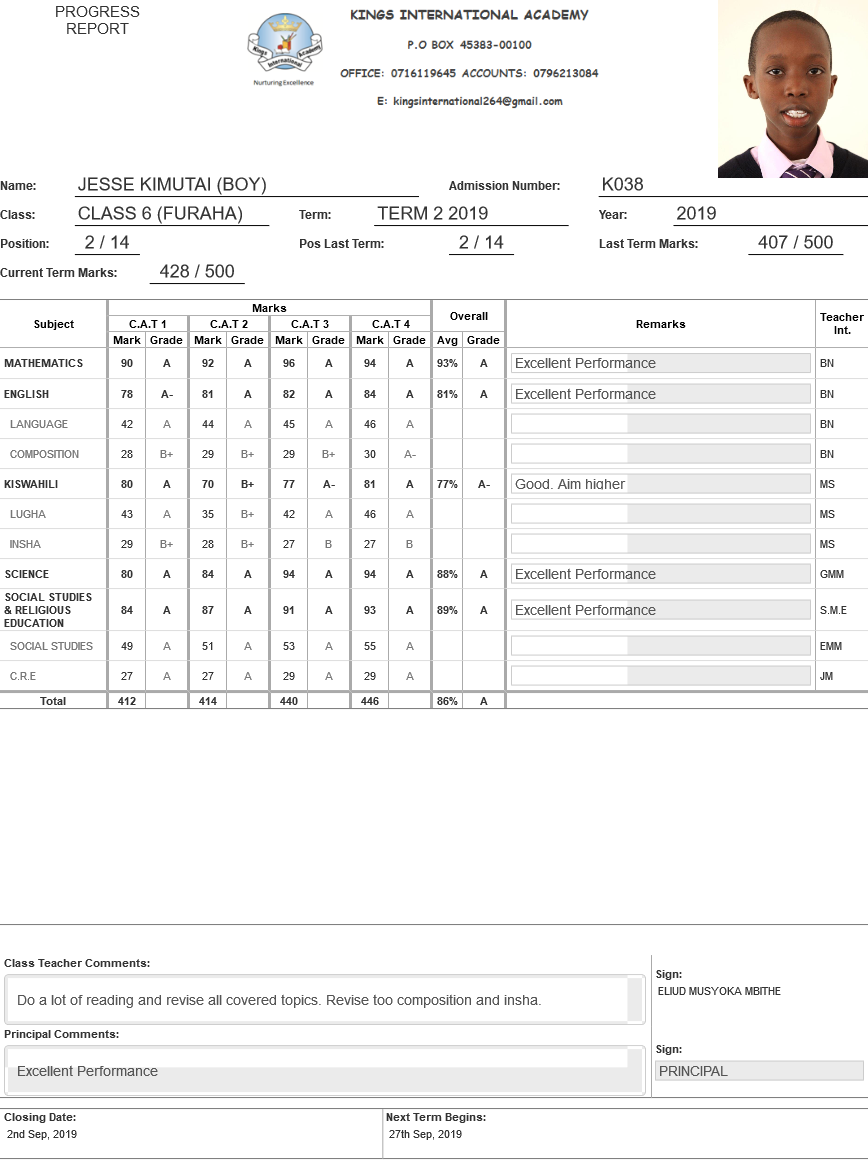 PROGRESS
REPORT
KINGS INTERNATIONAL ACADEMY
P.O BOX 45383-00100
OFFICE: 0716119645 ACCOUNTS: 0796213084
E: kingsinternational264@gmail.com
Kings International Academy
Nurturing Excellence
Name: JESSE KIMUTAI (BOY) Admission Number: K038
Class: CLASS 6 (FURAHA) Term: TERM 2 2019 Year: 2019
Position: 2 / 14 Pos Last Term: 2 / 14 Last Term Marks: 407 / 500
Current Term Marks: 428 / 500
Subject Marks Overall Remarks Teacher Int.
C.A.T 1 C.A.T 2 C.A.T 3 C.A.T 4
Mark Grade Mark Grade Mark Grade Mark Grade Avg Grade
MATHEMATICS 90 A 92 A 96 A 94 A 93% A Excellent Performance BN
ENGLISH 78 A- 81 A 82 A 84 A 81% A Excellent Performance BN
LANGUAGE 42 A 44 A 45 A 46 A BN
COMPOSITION 28 B+ 29 B+ 29 B+ 30 A- BN
KISWAHILI 80 A 70 B+ 77 A- 81 A 77% A- Good. Aim higher MS
LUGHA 43 A 35 B+ 42 A 46 A MS
INSHA 29 B+ 28 B+ 27 B 27 B MS
SCIENCE 80 A 84 A 94 A 94 A 88% A Excellent Performance GMM
SOCIAL STUDIES
& RELIGIOUS
EDUCATION 84 A 87 A 91 A 93 A 89% A Excellent Performance S.M.E
SOCIAL STUDIES 49 A 51 A 53 A 55 A EMM
C.R.E 27 A 27 A 29 A 29 A JM
Total 412 414 440 446 86% A
Class Teacher Comments:
Do a lot of reading and revise all covered topics. Revise too composition and insha.
Sign:
ELIUD MUSYOKA MBITHE
Principal Comments:
Excellent Performance
Sign:
PRINCIPAL
Closing Date: Next Term Begins:
2nd Sep, 2019 27th Sep, 2019